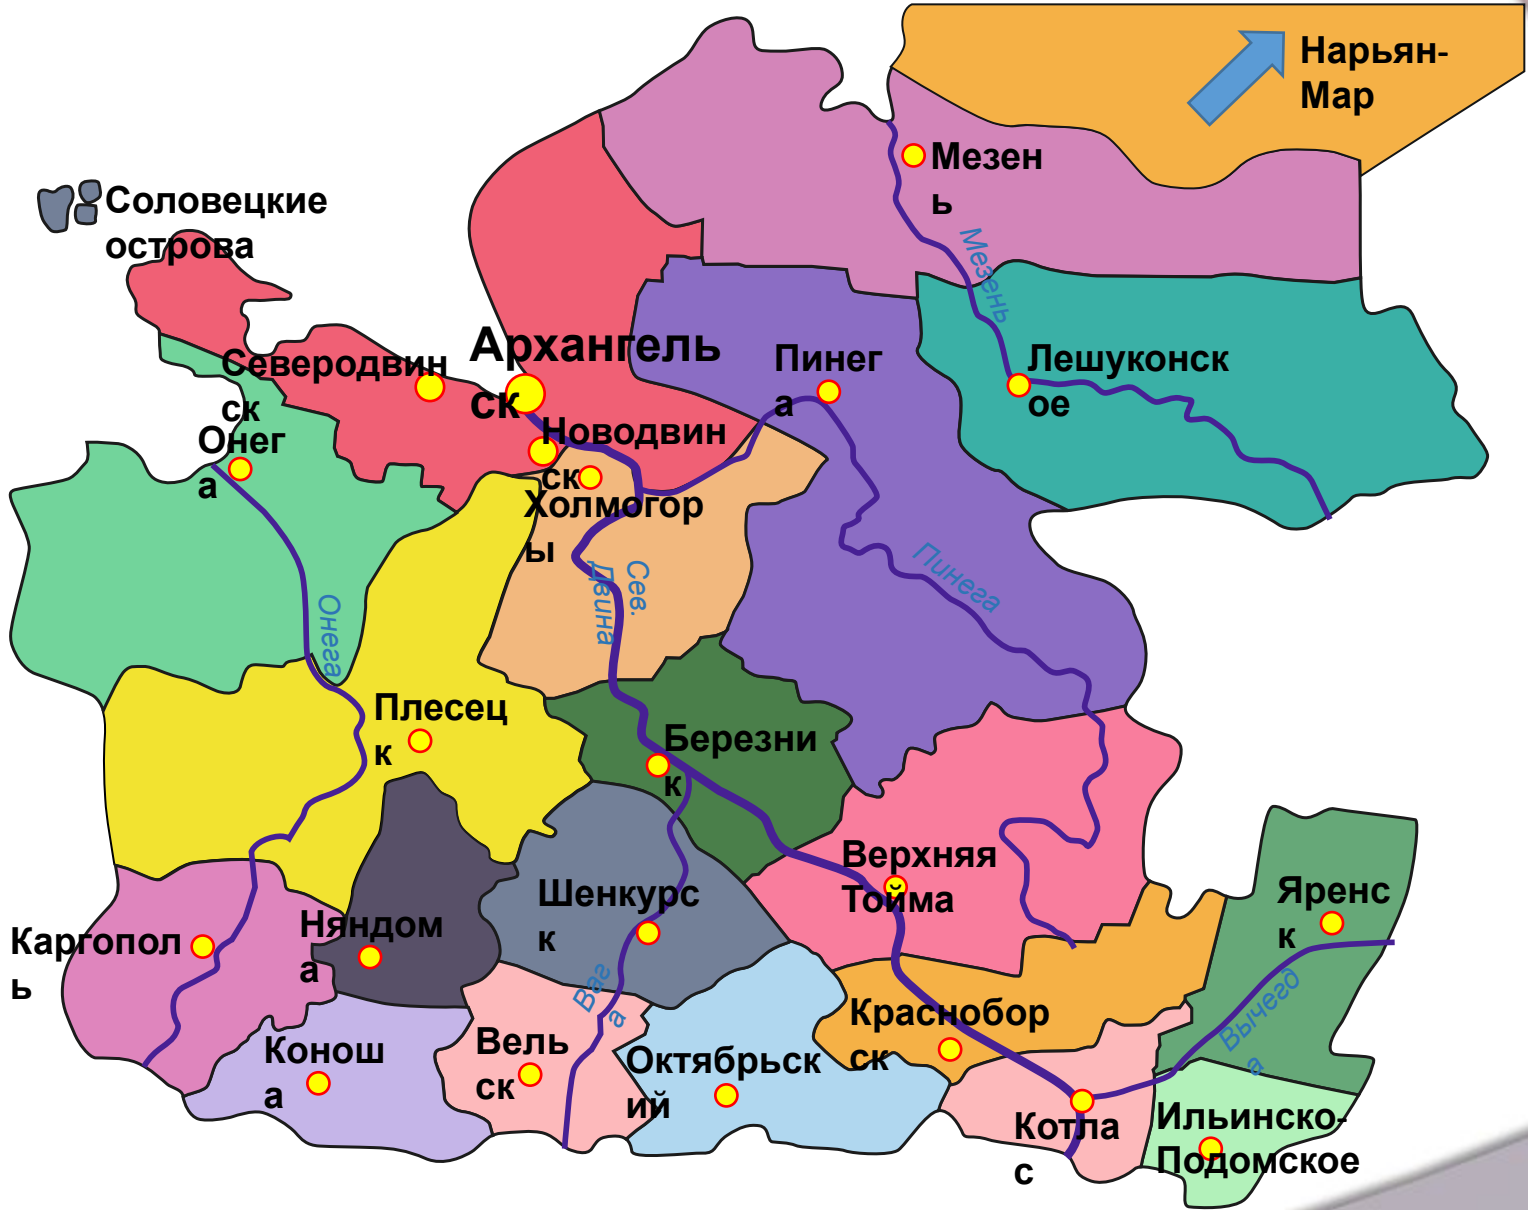 Нарьян-
Мар
Мезен
ь
Соловецкие
острова
Мезень
Архангель
ск
Северодвин
ск
Пинег
а
Лешуконск
ое
Онег
а
Новодвин
ск
Холмогор
ы
Сев.
Двина
Пинега
Онега
Плесец
к
Березни
к
Верхняя
Тойма
Шенкурс
к
Яренс
к
Каргопол
ь
Няндом
а
Ваг
а
Вычегд
а
Краснобор
ск
Конош
а
Вель
ск
Октябрьск
ий
Котла
с
Ильинско-
Подомское